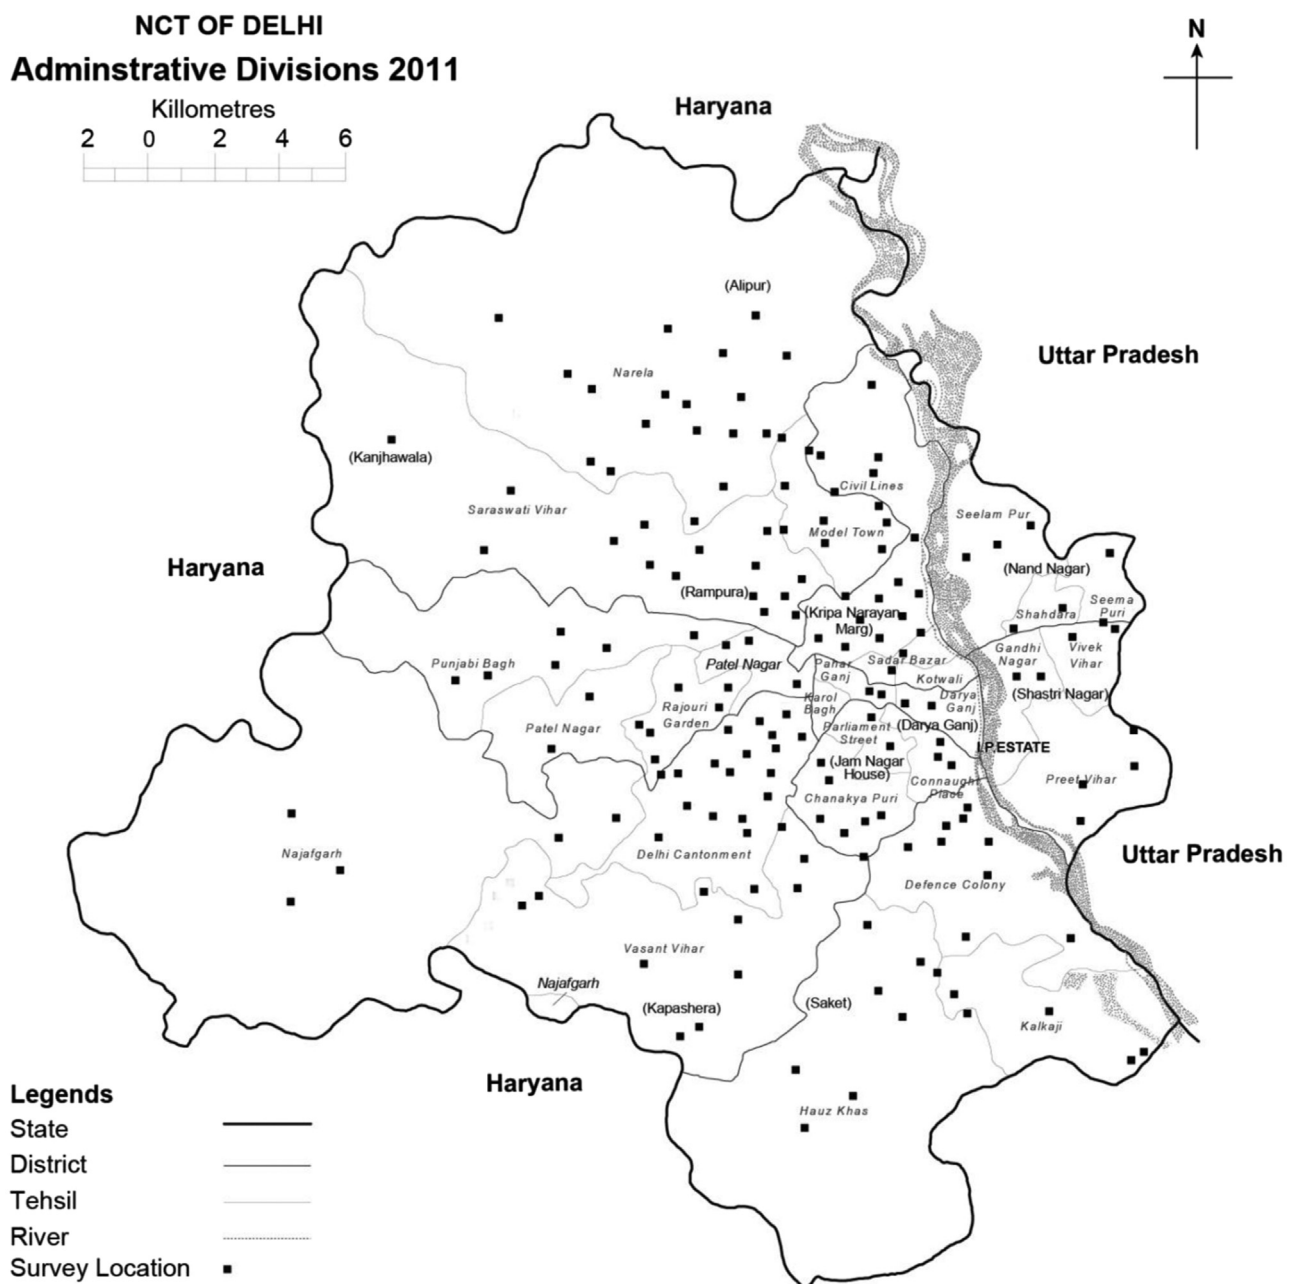 NCT OF DELHI
Adminstrative Divisions 2011
Killometres
2 0 2 4 6
N
Haryana
(Alipur)
Uttar Pradesh
Narela
(Kanjhawala)
Civil Lines
Saraswati Vihar
Seelam Pur
Model Town
Haryana
(Nand Nagar)
(Rampura)
Seema
Puri
(Kripa Narayan
Marg)
Shahdara
Gandhi
Nagar
Vivek
Vihar
Punjabi Bagh
Patel Nagar
Pahar
Ganj
Sadar Bazar
Kotwali
(Shastri Nagar)
Karol
Bagh
Darya
Ganj
Rajouri
Garden
Patel Nagar
Parliament
Street
(Darya Ganj)
I.P.ESTATE
(Jam Nagar
House)
Connaught
Place
Preet Vihar
Chanakya Puri
Najafgarh
Delhi Cantonment
Uttar Pradesh
Defence Colony
Vasant Vihar
Najafgarh
(Kapashera)
(Saket)
Kalkaji
Haryana
Hauz Khas
Legends
State
District
Tehsil
River
Survey Location